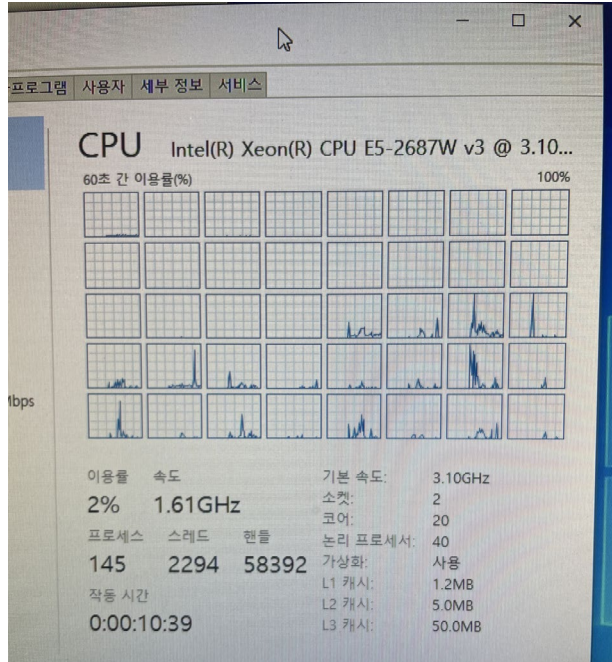 프로그램 사용자 세부 정보 서비스
CPU Intel(R) Xeon(R) CPU E5-2687W v3 @ 3.10...
60초 간 이용률(%) 100%
Mbps
이용률 속도
2% 1.61GHz
프로세스 스레드 핸들
145 2294 58392
작동 시간
0:00:10:39
기본 속도: 3.10GHz
소켓: 2
코어: 20
논리 프로세서: 40
가상화: 사용
L1 캐시: 1.2MB
L2 캐시: 5.0MB
L3 캐시: 50.0MB